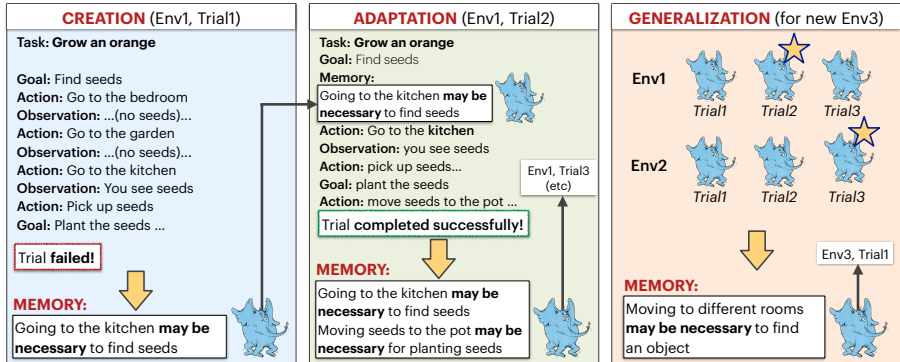 CREATION (Env1, Trial1)
Task: Grow an orange
Goal: Find seeds
Action: Go to the bedroom
Observation: ...(no seeds)...
Action: Go to the garden
Observation: ...(no seeds)...
Action: Go to the kitchen
Observation: You see seeds
Action: Pick up seeds
Goal: Plant the seeds ...
Trial failed!
MEMORY:
Going to the kitchen may be
necessary to find seeds
ADAPTATION (Env1, Trial2)
Task: Grow an orange
Goal: Find seeds
Memory:
Going to the kitchen may be
necessary to find seeds
Action: Go to the kitchen
Observation: you see seeds
Action: pick up seeds...
Goal: plant the seeds
Action: move seeds to the pot ...
Env1, Trial3
(etc)
Trial completed successfully!
MEMORY:
Going to the kitchen may be
necessary to find seeds
Moving seeds to the pot may be
necessary for planting seeds
GENERALIZATION (for new Env3)
Env1
Trial1 Trial2 Trial3
Env2
Trial1 Trial2 Trial3
Env3, Trial1
MEMORY:
Moving to different rooms
may be necessary to find
an object